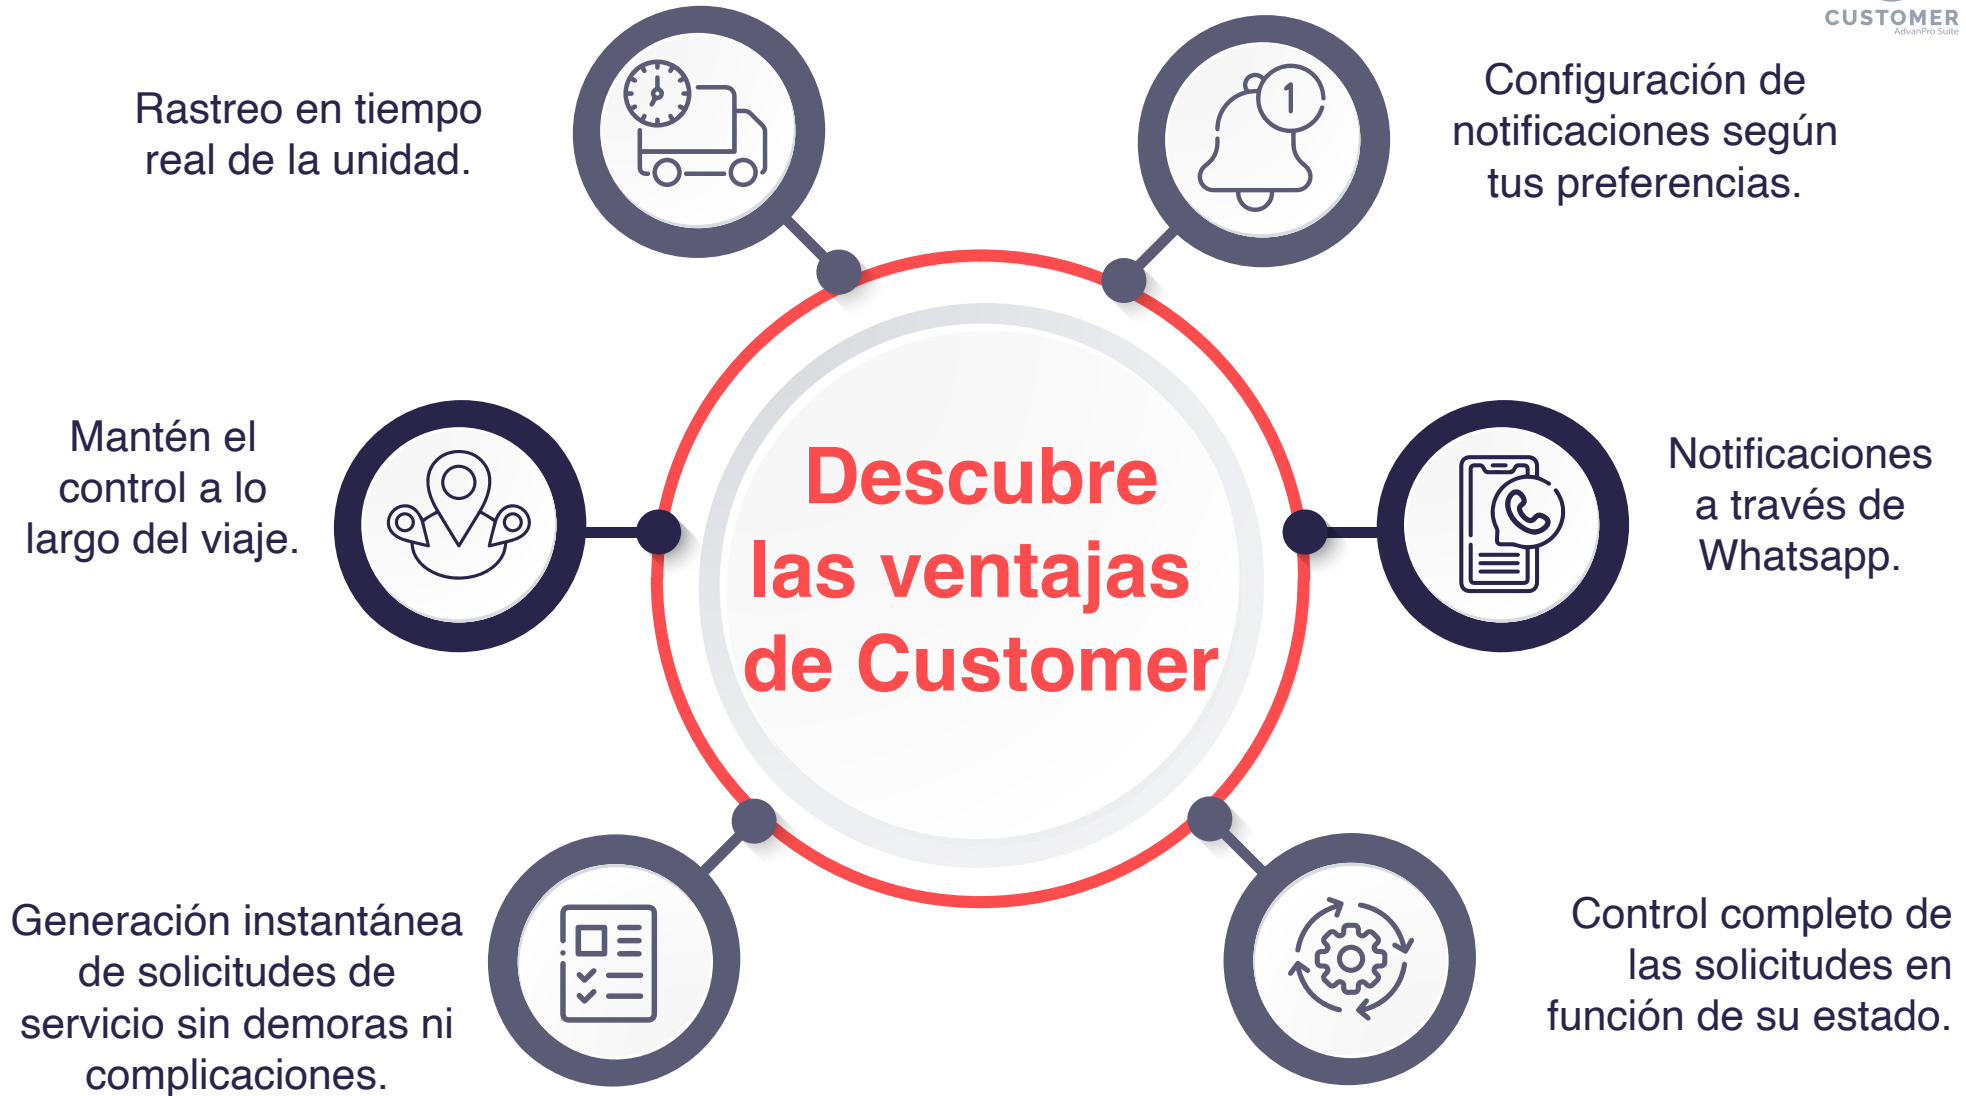 CUSTOMER
AdvanPro Suite
Rastreo en tiempo
real de la unidad.
1
Configuración de
notificaciones según
tus preferencias.
Mantén el
control a lo
largo del viaje.
Descubre
las ventajas
de Customer
Notificaciones
a través de
Whatsapp.
Generación instantánea
de solicitudes de
servicio sin demoras ni
complicaciones.
Control completo de
las solicitudes en
función de su estado.